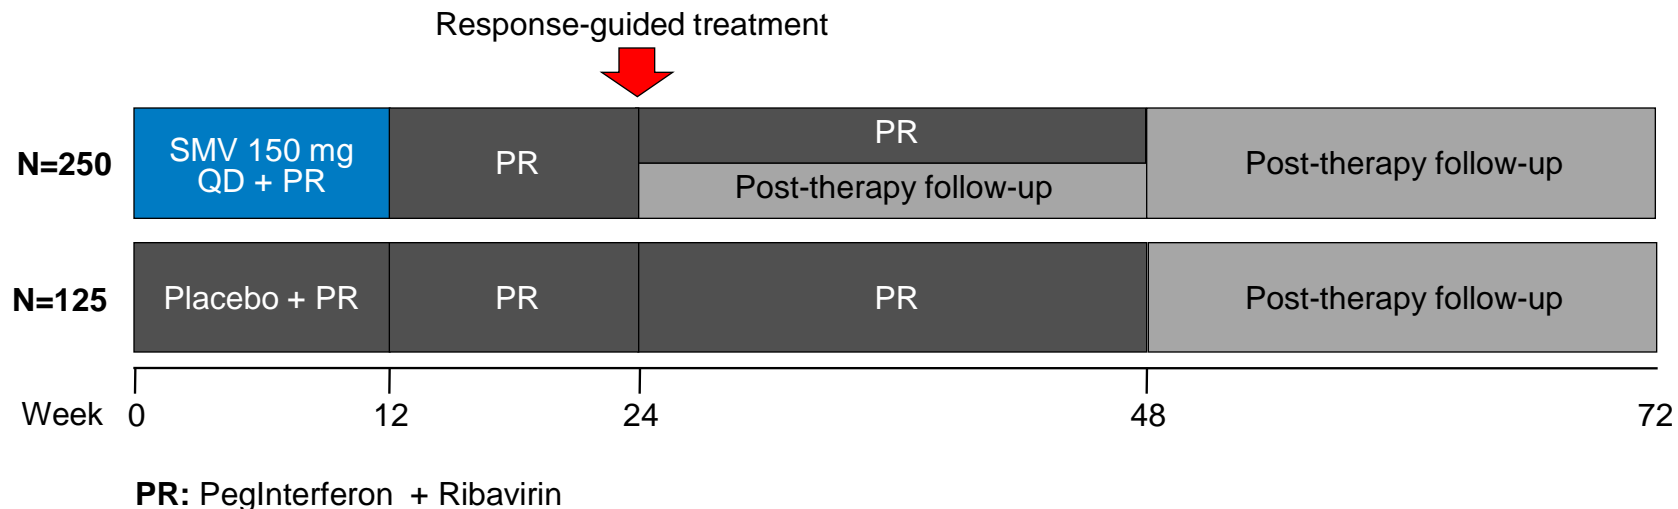 Response-guided treatment
N=250
SMV 150 mg
QD + PR
PR
PR
Post-therapy follow-up
Post-therapy follow-up
N=125
Placebo + PR
PR
PR
Post-therapy follow-up
Week 0 12 24 48 72
PR: PegInterferon + Ribavirin